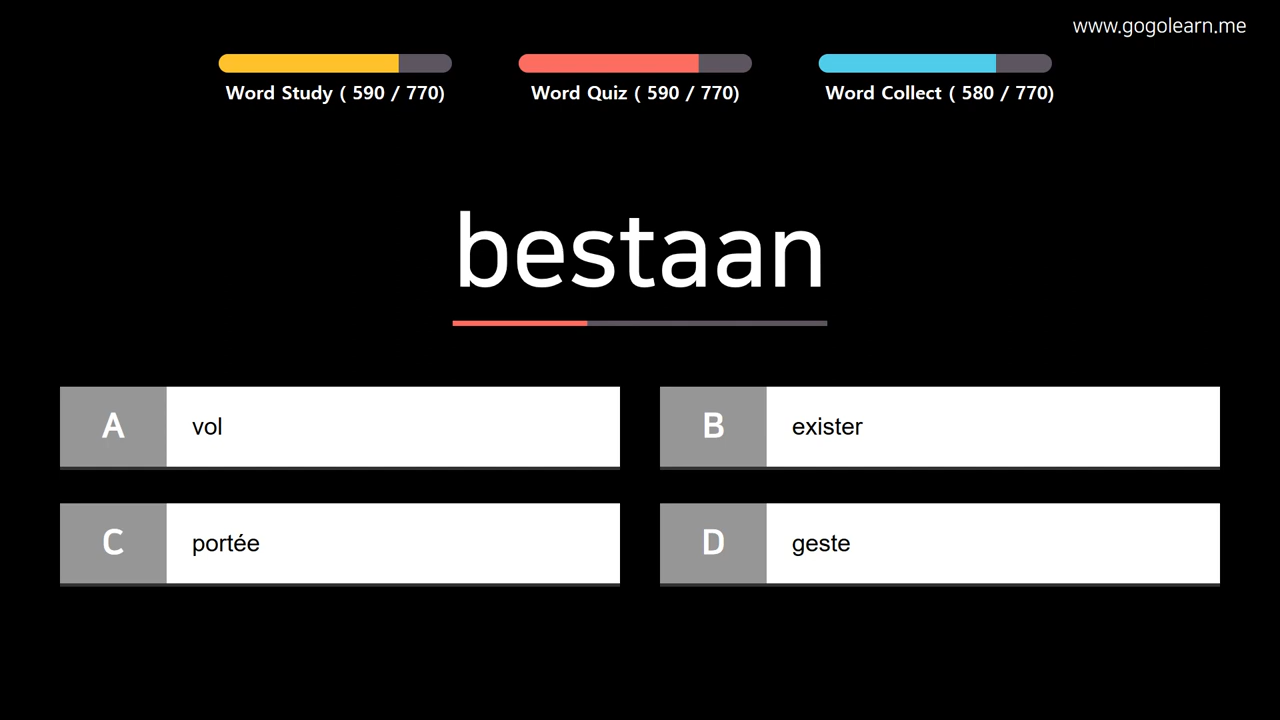 www.gogolearn.me
Word Study ( 590 / 770)
Word Quiz ( 590 / 770)
Word Collect ( 580 / 770)
bestaan
A vol
B exister
C portée
D geste